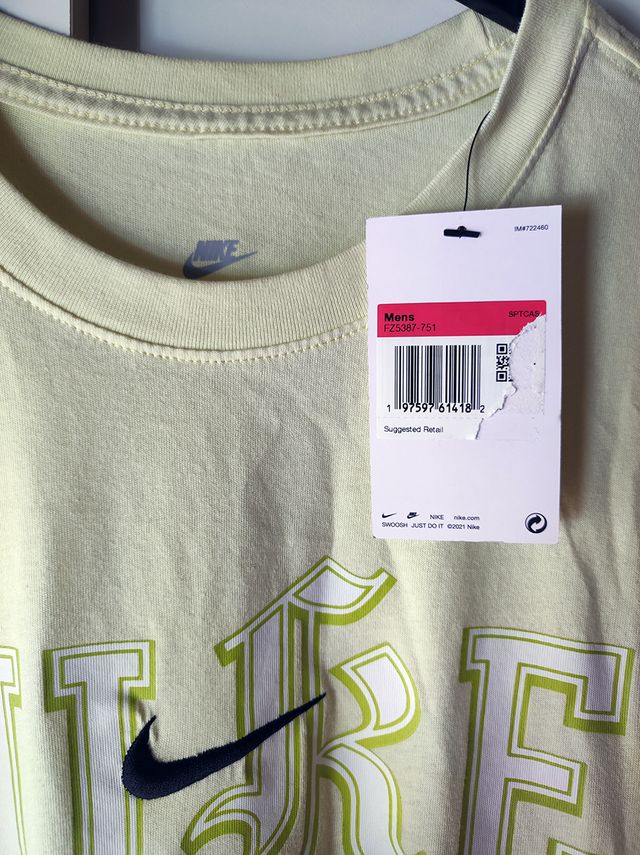 NIKE
IM#722460
Mens
SPTCAS
FZ5387-751
1 97597 61418 2
Suggested Retail
NIKE nike.com
SWOOSH JUST DO IT ©2021 Nike
IKE